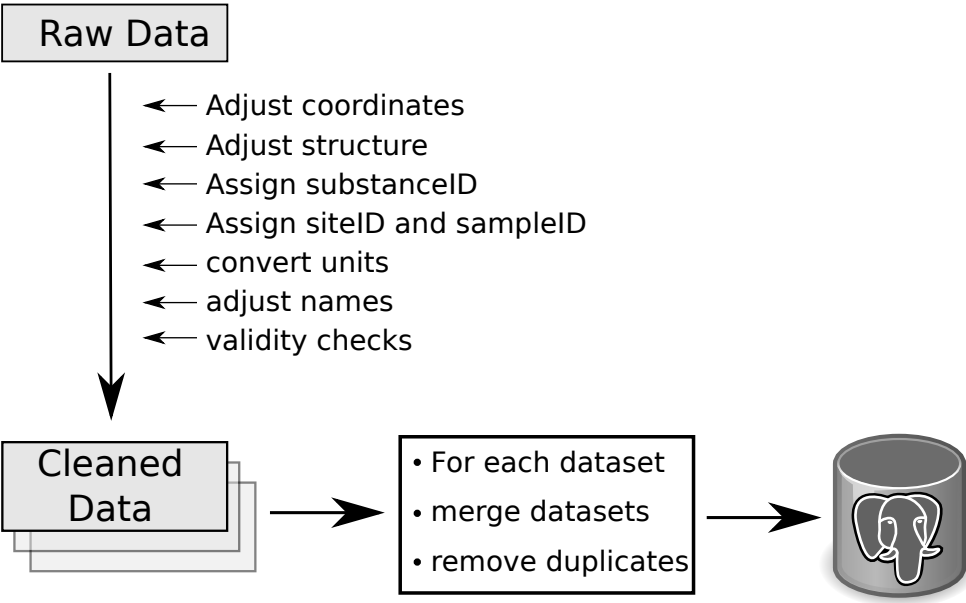 Raw Data
Adjust coordinates
Adjust structure
Assign substanceID
Assign siteID and sampleID
convert units
adjust names
validity checks
Cleaned
Data
• For each dataset
• merge datasets
• remove duplicates